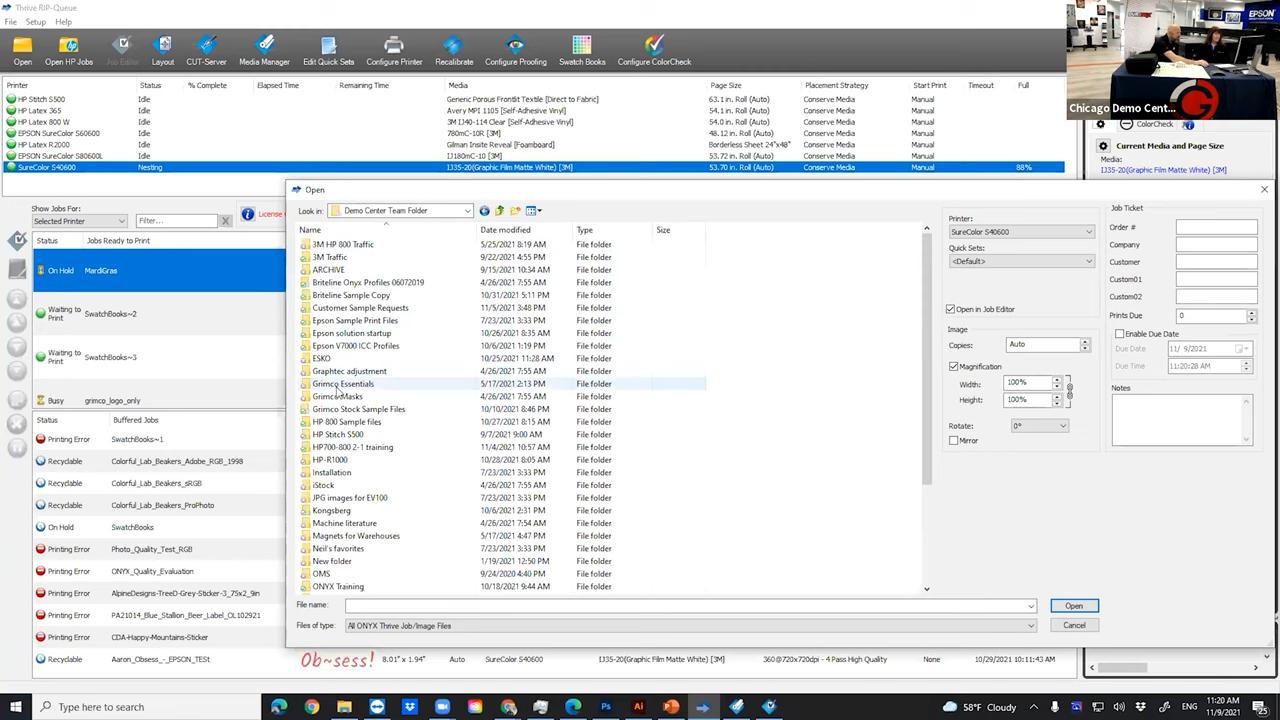 Thrive RIP-Queue
File Setup Help
Open Open HP Jobs Job Editor Layout CUT-Server Media Manager Edit Quick Sets Configure Printer Recalibrate Configure Proofing Swatch Books Configure ColorCheck
EPSON
Chicago Demo Cent...
Printer Status % Complete Elapsed Time Remaining Time Media Page Size Placement Strategy Start Print Timeout Full
HP Stitch S500 Idle Generic Porous Frontlit Textile [Direct to Fabric] 63.1 in. Roll (Auto) Conserve Media Manual
HP Latex 365 Idle Avery MPI 1105 [Self-Adhesive Vinyl] 54.0 in. Roll (Auto) Conserve Media Manual
HP Latex 800 W Idle 3M IJ40-114 Clear [Self-Adhesive Vinyl] 54.0 in. Roll (Auto) Conserve Media Manual
EPSON SureColor S60600 Idle 780mC-10R [3M] 48.12 in. Roll (Auto) Conserve Media Manual
HP Latex R2000 Idle Gilman Insite Reveal [Foamboard] Borderless Sheet 24"x48" Conserve Media Manual
EPSON SureColor S80600L Idle IJ180mC-10 [3M] 53.72 in. Roll (Auto) Conserve Media Manual
SureColor S40600 Nesting IJ35-20(Graphic Film Matte White) [3M] 53.70 in. Roll (Auto) Conserve Media Manual 88%
ColorCheck
Current Media and Page Size
Media:
IJ35-20(Graphic Film Matte White) [3M]
Show Jobs For:
Selected Printer Filter... License
Status Jobs Ready to Print
On Hold MardiGras
Waiting to Print SwatchBooks~2
Waiting to Print SwatchBooks~3
Busy grimco_logo_only
Status Buffered Jobs
Printing Error SwatchBooks~1
Recyclable Colorful_Lab_Beakers_Adobe_RGB_1998
Recyclable Colorful_Lab_Beakers_sRGB
Recyclable Colorful_Lab_Beakers_ProPhoto
On Hold SwatchBooks
Printing Error Photo_Quality_Test_RGB
Printing Error ONYX_Quality_Evaluation
Printing Error AlpineDesigns-TreeD-Grey-Sticker-3_75x2_9in
Printing Error PA21014_Blue_Stallion_Beer_Label_OL_102921
Printing Error CDA-Happy-Mountains-Sticker
Recyclable Aaron_Obsess_-_EPSON_TESt Ob~sess! 8.01" x 1.94" Auto SureColor S40600 IJ35-20(Graphic Film Matte White) [3M] 360@720x720dpi - 4 Pass High Quality None 10/29/2021 10:11:43 AM
Open
Look in: Demo Center Team Folder
Name Date modified Type Size
3M HP 800 Traffic 5/25/2021 8:19 AM File folder
3M Traffic 9/22/2021 4:55 PM File folder
ARCHIVE 9/15/2021 10:34 AM File folder
Briteline Onyx Profiles 06072019 4/26/2021 7:55 AM File folder
Briteline Sample Copy 10/31/2021 5:11 PM File folder
Customer Sample Requests 11/5/2021 3:48 PM File folder
Epson Sample Print Files 7/23/2021 3:33 PM File folder
Epson solution startup 10/26/2021 8:35 AM File folder
Epson V7000 ICC Profiles 10/6/2021 1:19 PM File folder
ESKO 10/25/2021 11:28 AM File folder
Graphtec adjustment 4/26/2021 7:55 AM File folder
Grimco Essentials 5/17/2021 2:13 PM File folder
Grimco Masks 4/26/2021 7:55 AM File folder
Grimco Stock Sample Files 10/10/2021 8:46 PM File folder
HP 800 Sample files 10/27/2021 8:15 AM File folder
HP Stitch S500 9/7/2021 9:00 AM File folder
HP700-800 2-1 training 11/4/2021 10:57 AM File folder
HP-R1000 10/28/2021 8:05 AM File folder
Installation 7/23/2021 3:33 PM File folder
iStock 4/26/2021 7:55 AM File folder
JPG images for EV100 7/23/2021 3:33 PM File folder
Kongsberg 10/6/2021 2:31 PM File folder
Machine literature 4/26/2021 7:54 AM File folder
Magnets for Warehouses 5/17/2021 4:47 PM File folder
Neil's favorites 7/23/2021 3:33 PM File folder
New folder 1/19/2021 12:50 PM File folder
OMS 9/24/2020 4:40 PM File folder
ONYX Training 10/18/2021 9:44 AM File folder
File name: Open
Files of type: All ONYX Thrive Job/Image Files Cancel
Printer:
SureColor S40600
Quick Sets:
<Default>
Open in Job Editor
Image
Copies: Auto
Magnification
Width: 100%
Height: 100%
Rotate: 0°
Mirror
Job Ticket
Order #
Company
Customer
Custom01
Custom02
Prints Due 0
Enable Due Date
Due Date 11/ 9/2021
Due Time 11:20:28 AM
Notes
Type here to search
58°F Cloudy ENG 11:20 AM 11/9/2021 25